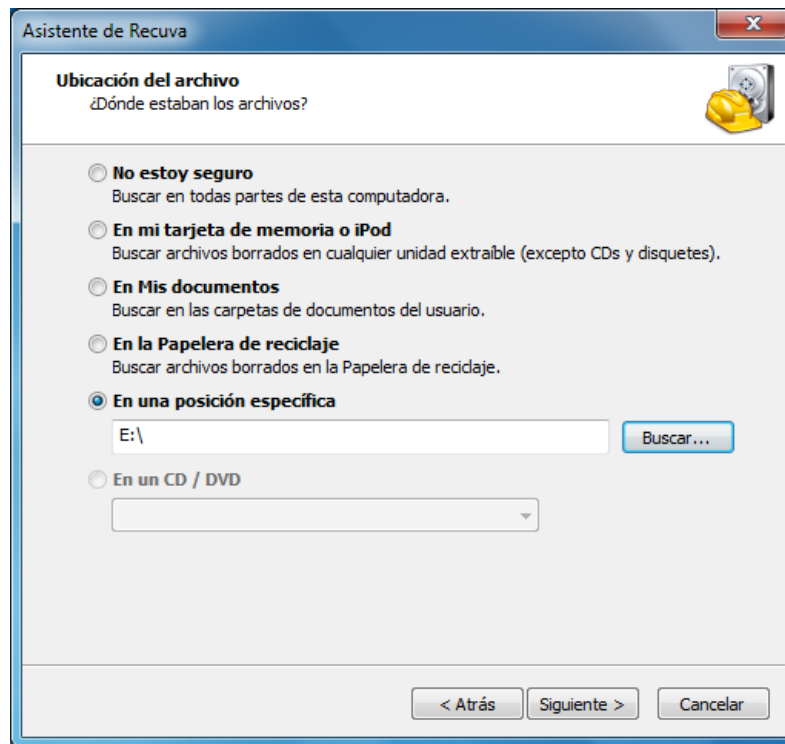 Asistente de Recuva
Ubicación del archivo
¿Dónde estaban los archivos?
No estoy seguro
Buscar en todas partes de esta computadora.
En mi tarjeta de memoria o iPod
Buscar archivos borrados en cualquier unidad extraíble (excepto CDs y disquetes).
En Mis documentos
Buscar en las carpetas de documentos del usuario.
En la Papelera de reciclaje
Buscar archivos borrados en la Papelera de reciclaje.
En una posición específica
E:\
Buscar...
En un CD / DVD
< Atrás
Siguiente >
Cancelar